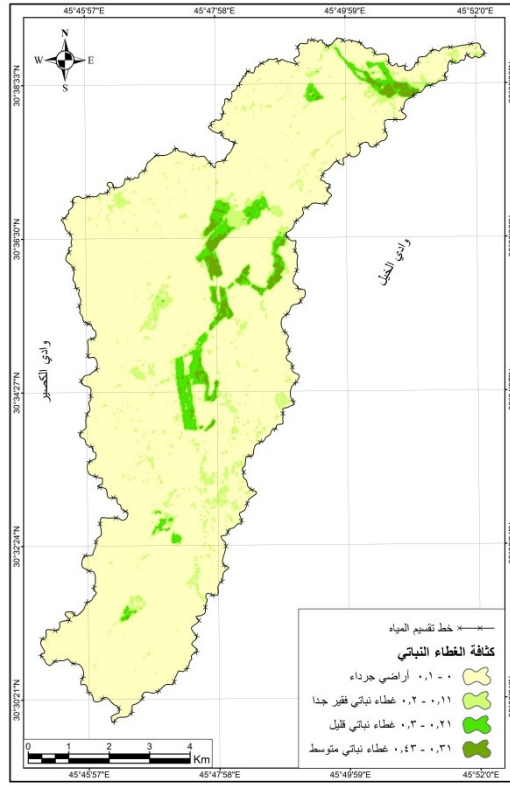 45°45'57"E 45°47'58"E 45°49'59"E 45°52'0"E
N
W E
S
30°38'33"N
30°36'30"N
وادي الخيل
وادي الكصير
30°34'27"N
30°32'24"N
30°30'21"N
خط تقسيم المياه
كثافة الغطاء النباتي
٠ - ٠,١ أراضي جرداء
٠,١١ - ٠,٢ غطاء نباتي فقير جدا
٠,٢١ - ٠,٣ غطاء نباتي قليل
٠,٣١ - ٠,٤٣ غطاء نباتي متوسط
0 1 2 3 4
Km
45°45'57"E 45°47'58"E 45°49'59"E 45°52'0"E